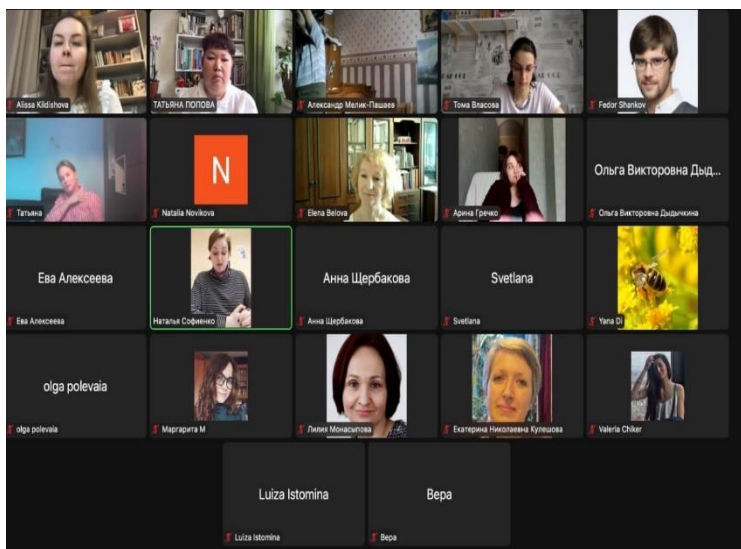 Alissa Kildishova
ТАТЬЯНА ПОПОВА
Александр Мелик-Пашаев
Тома Власова
Fedor Shankov
Татьяна
N
Natalia Novikova
Elena Belova
Арина Гречко
Ольга Викторовна Дыд...
Ольга Викторовна Дыдычкина
Ева Алексеева
Ева Алексеева
Наталья Софиенко
Анна Щербакова
Анна Щербакова
Svetlana
Svetlana
Yana Di
olga polevaia
olga polevaia
Маргарита М
Лилия Монасыпова
Екатерина Николаевна Кулешова
Valeria Chiker
Luiza Istomina
Luiza Istomina
Вера
Вера